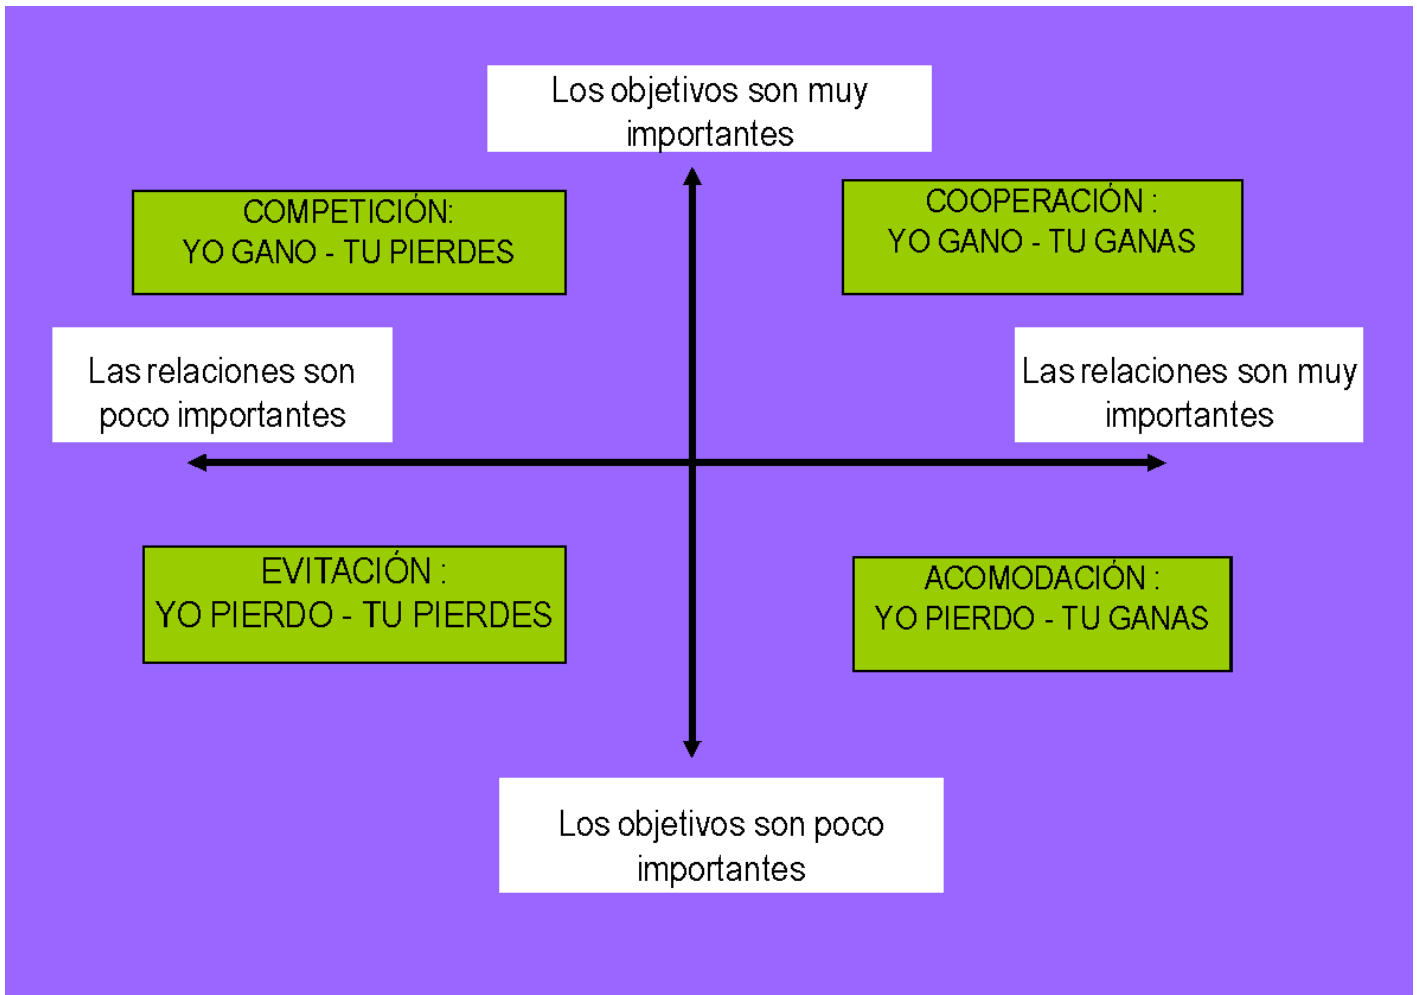 Los objetivos son muy
importantes
COMPETICIÓN:
YO GANO - TU PIERDES
COOPERACIÓN :
YO GANO - TU GANAS
Las relaciones son
poco importantes
Las relaciones son muy
importantes
EVITACIÓN :
YO PIERDO - TU PIERDES
ACOMODACIÓN :
YO PIERDO - TU GANAS
Los objetivos son poco
importantes